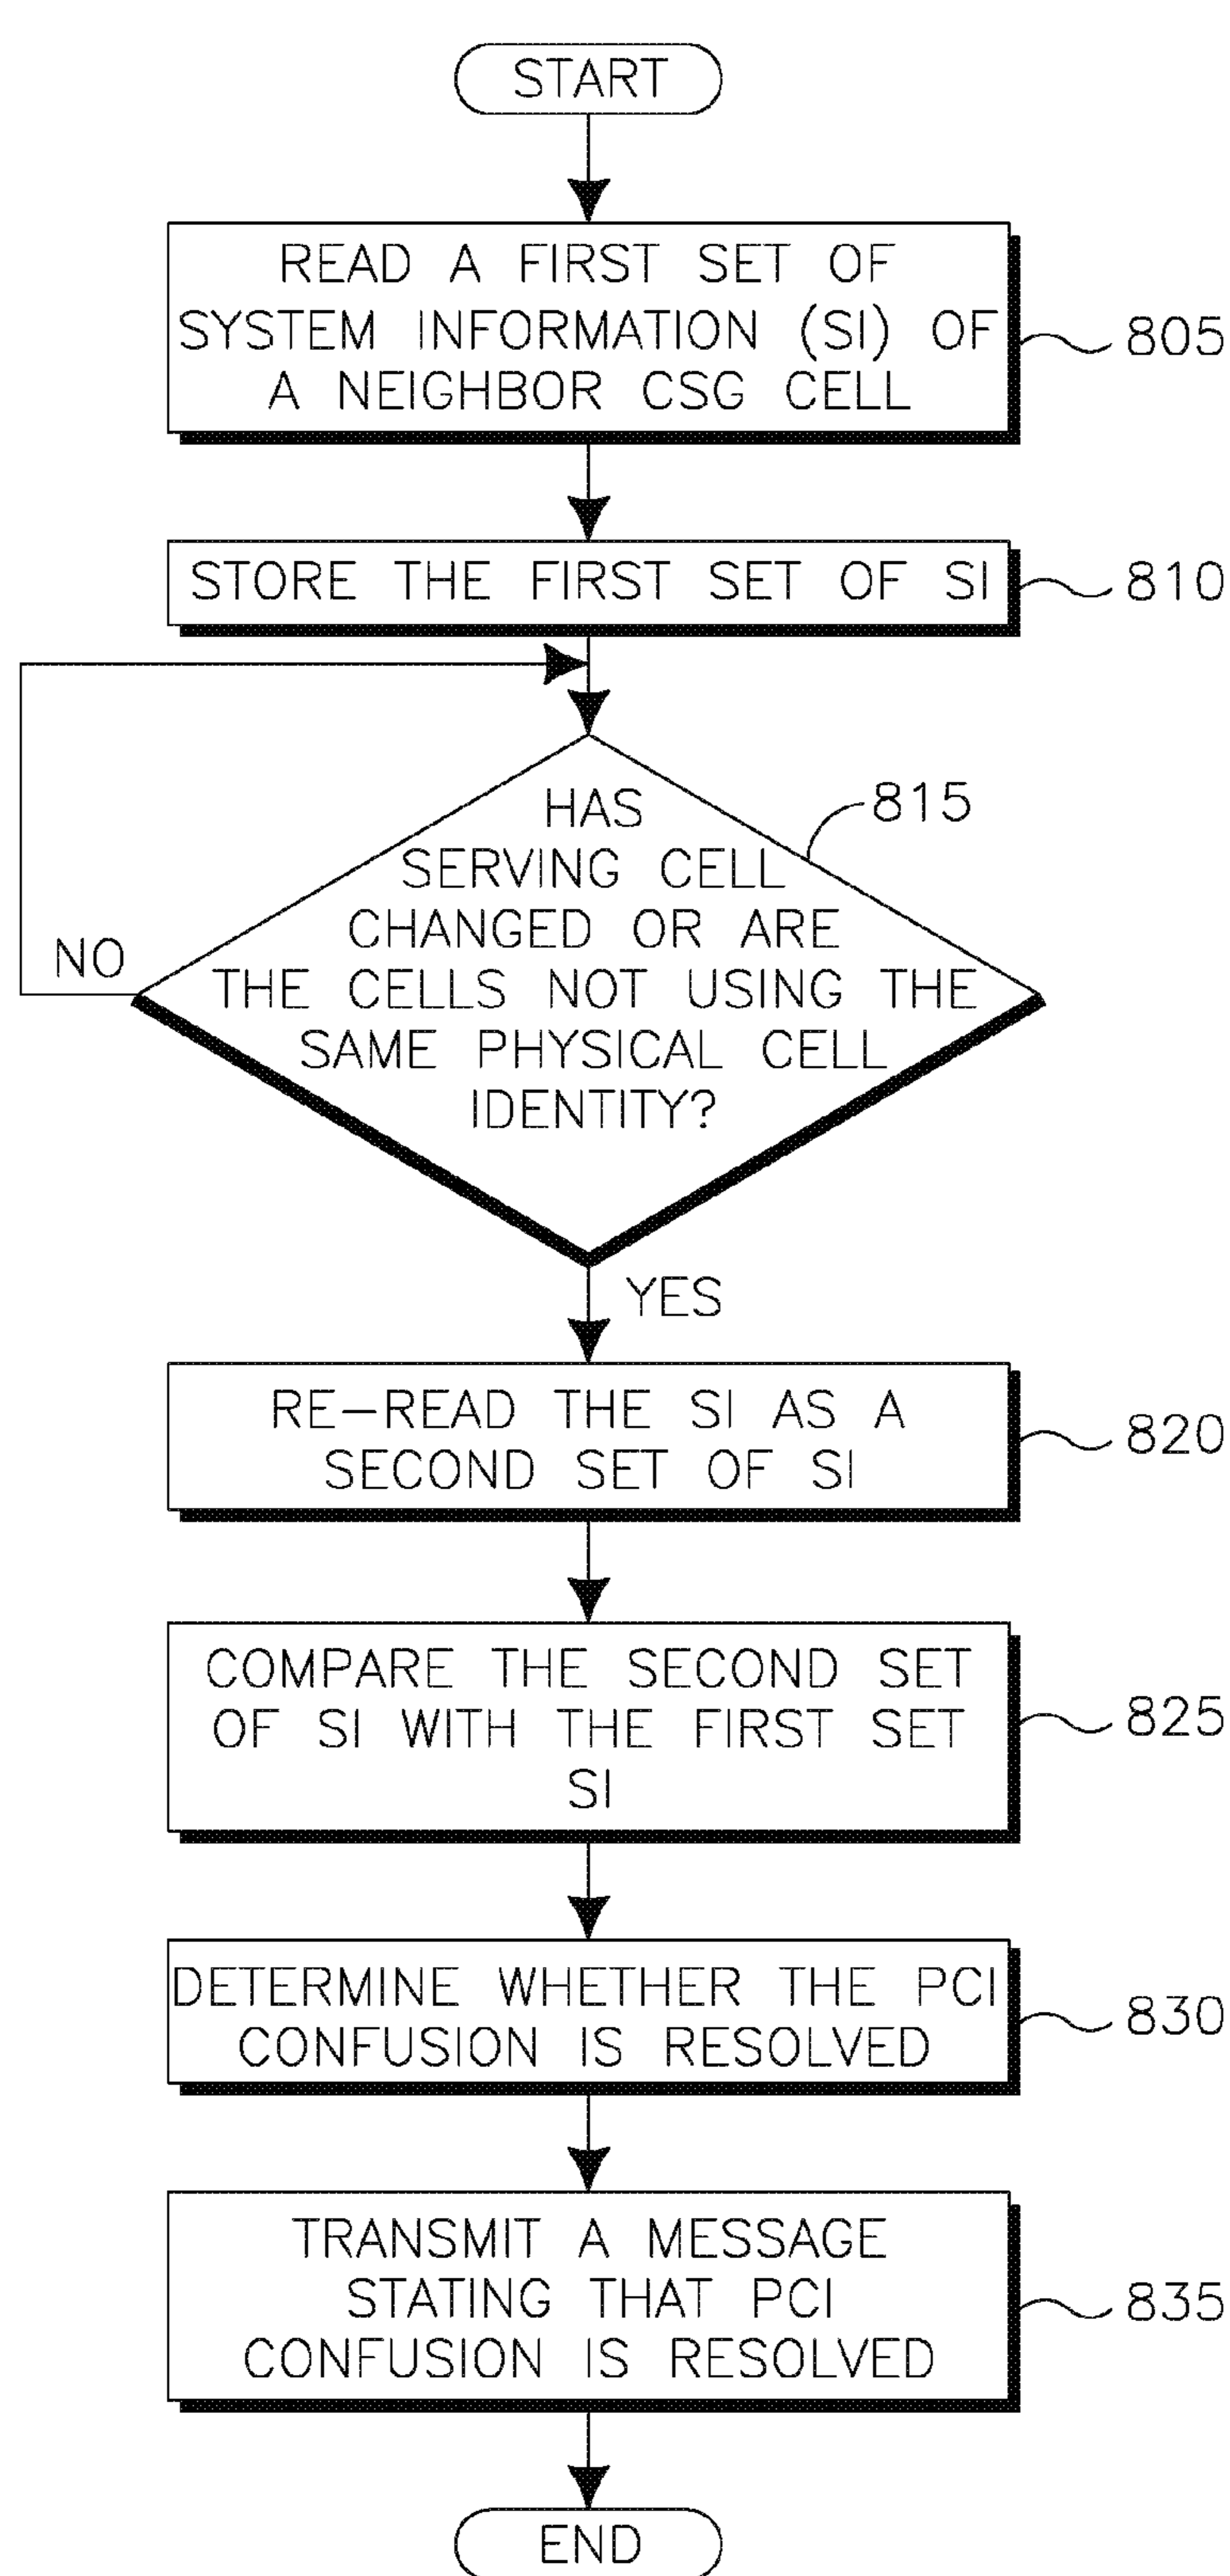 START
READ A FIRST SET OF
SYSTEM INFORMATION (SI) OF
A NEIGHBOR CSG CELL
805
STORE THE FIRST SET OF SI
810
HAS
SERVING CELL
CHANGED OR ARE
THE CELLS NOT USING THE
SAME PHYSICAL CELL
IDENTITY?
815
NO
YES
RE-READ THE SI AS A
SECOND SET OF SI
820
COMPARE THE SECOND SET
OF SI WITH THE FIRST SET
SI
825
DETERMINE WHETHER THE PCI
CONFUSION IS RESOLVED
830
TRANSMIT A MESSAGE
STATING THAT PCI
CONFUSION IS RESOLVED
835
END